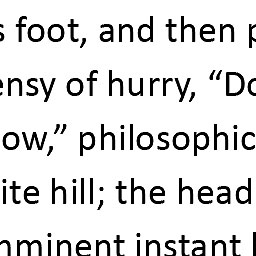 s foot, and then p
ensy of hurry, “Do
ow,” philosophic
ite hill; the head
mminent instant